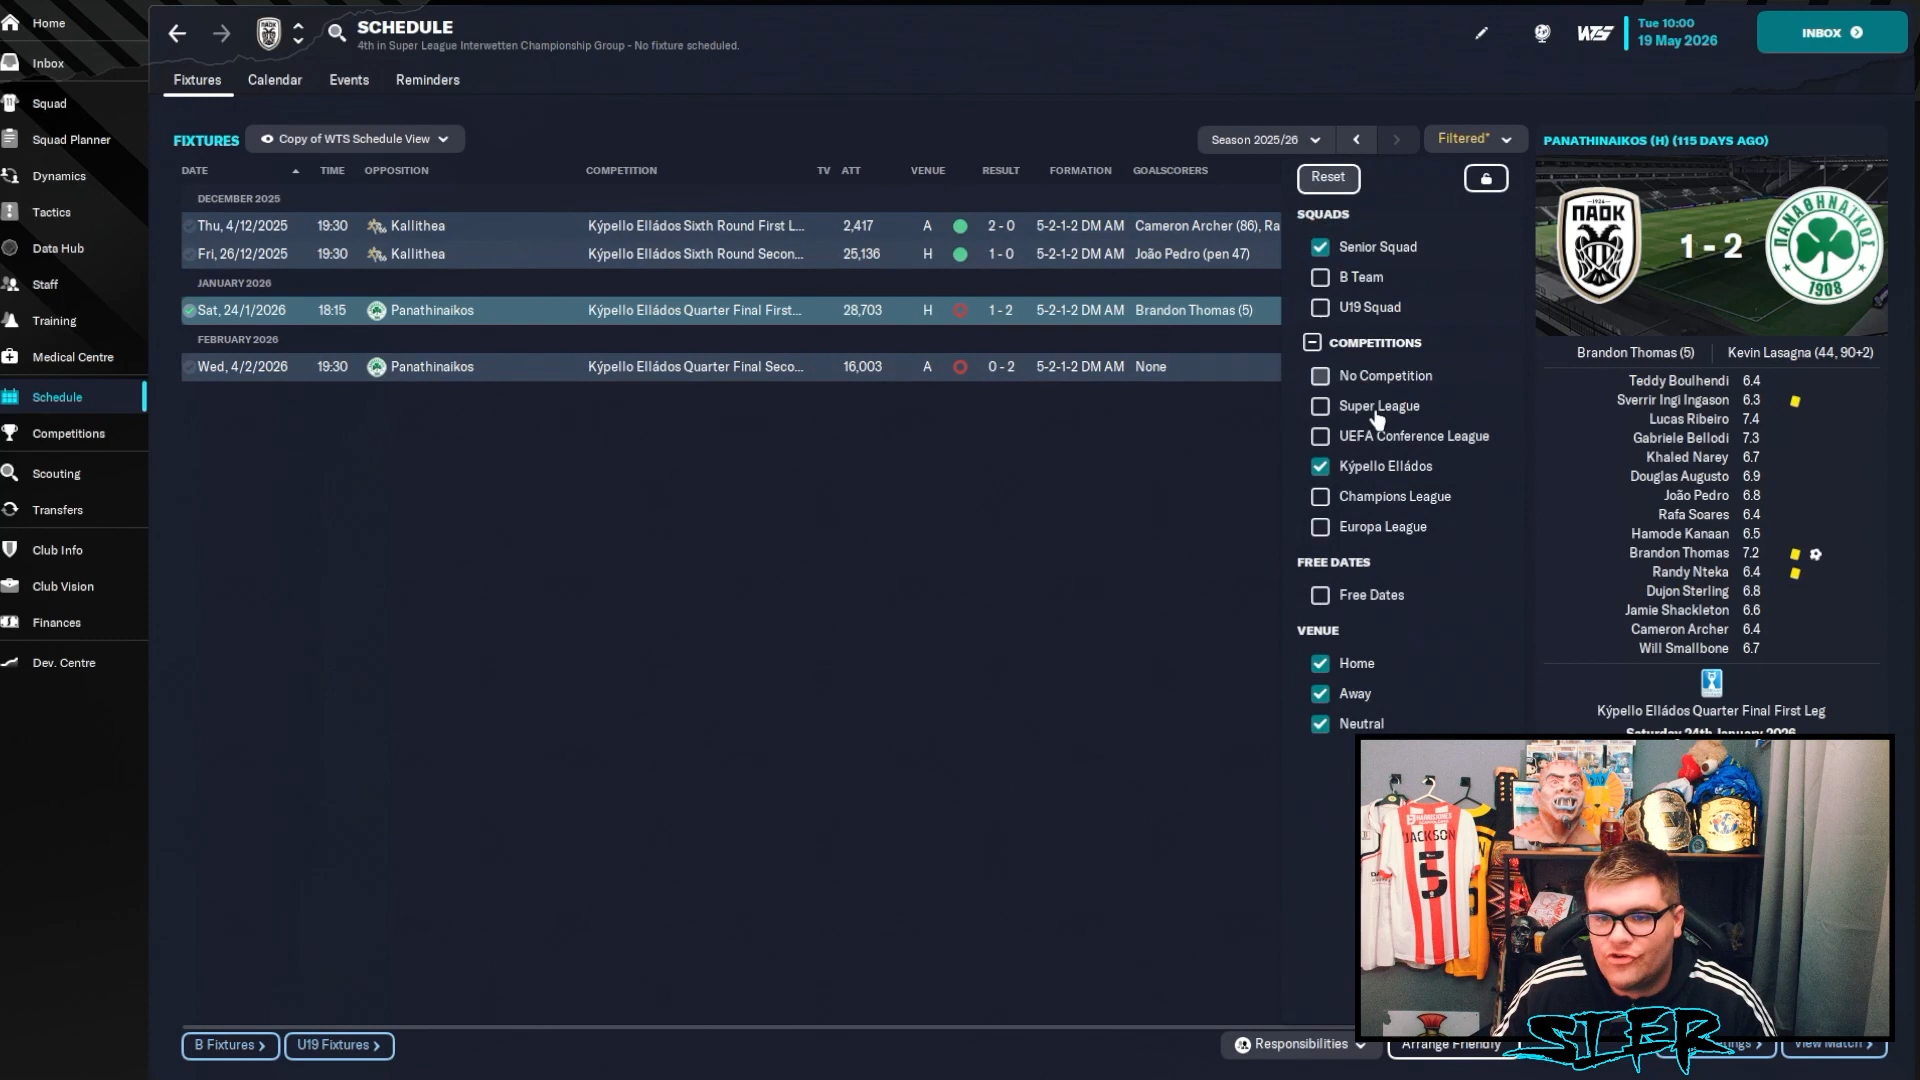 Home
SCHEDULE
4th in Super League Interwetten Championship Group - No fixture scheduled.
Tue 10:00
19 May 2026
INBOX
Inbox
Squad
Squad Planner
Dynamics
Tactics
Data Hub
Staff
Training
Medical Centre
Schedule
Competitions
Scouting
Transfers
Club Info
Club Vision
Finances
Dev. Centre
Fixtures Calendar Events Reminders
FIXTURES Copy of WTS Schedule View Season 2025/26 Filtered*
DATE TIME OPPOSITION COMPETITION TV ATT VENUE RESULT FORMATION GOALSCORERS
DECEMBER 2025
Thu, 4/12/2025 19:30 Kallithea Kýpello Elládos Sixth Round First L... 2,417 A 2 - 0 5-2-1-2 DM AM Cameron Archer (86), Ra
Fri, 26/12/2025 19:30 Kallithea Kýpello Elládos Sixth Round Secon... 25,136 H 1 - 0 5-2-1-2 DM AM João Pedro (pen 47)
JANUARY 2026
Sat, 24/1/2026 18:15 Panathinaikos Kýpello Elládos Quarter Final First... 28,703 H 1 - 2 5-2-1-2 DM AM Brandon Thomas (5)
FEBRUARY 2026
Wed, 4/2/2026 19:30 Panathinaikos Kýpello Elládos Quarter Final Seco... 16,003 A 0 - 2 5-2-1-2 DM AM None
Reset
SQUADS
Senior Squad
B Team
U19 Squad
COMPETITIONS
No Competition
Super League
UEFA Conference League
Kýpello Elládos
Champions League
Europa League
FREE DATES
Free Dates
VENUE
Home
Away
Neutral
PANATHINAIKOS (H) (115 DAYS AGO)
ΠΑΟΚ
1 - 2
ΠΑΝΑΘΗΝΑΪΚΟΣ
1908
Brandon Thomas (5) Kevin Lasagna (44, 90+2)
Teddy Boulhendi 6.4
Sverrir Ingi Ingason 6.3
Lucas Ribeiro 7.4
Gabriele Bellodi 7.3
Khaled Narey 6.7
Douglas Augusto 6.9
João Pedro 6.8
Rafa Soares 6.4
Hamode Kanaan 6.5
Brandon Thomas 7.2
Randy Nteka 6.4
Dujon Sterling 6.8
Jamie Shackleton 6.6
Cameron Archer 6.4
Will Smallbone 6.7
Kýpello Elládos Quarter Final First Leg
Saturday 24th January 2026
JACKSON
5
SLER
B Fixtures U19 Fixtures Responsibilities Arrange Friendly View Match